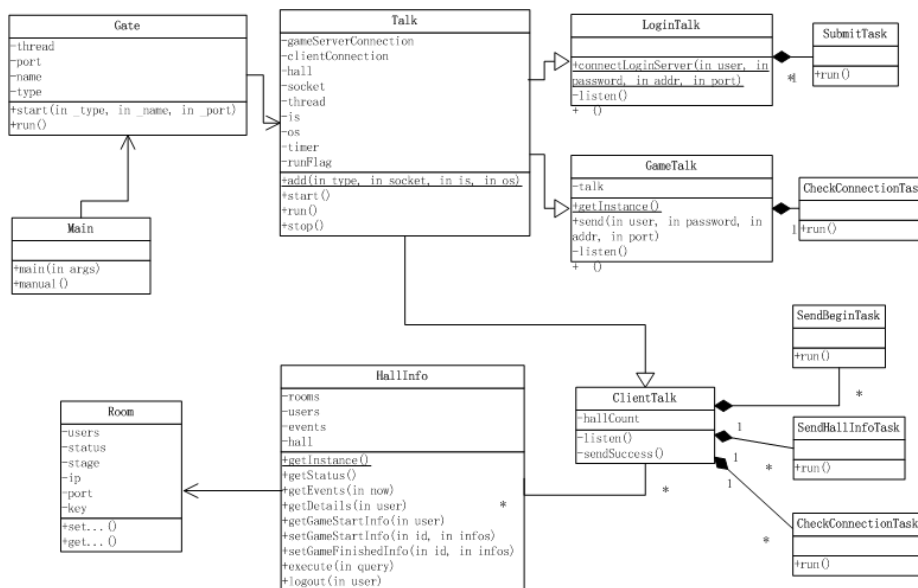 Gate
-thread
-port
-name
-type
+start(in _type, in _name, in _port)
+run()
Talk
-gameServerConnection
-clientConnection
-hall
-socket
-thread
-is
-os
-timer
-runFlag
+add(in type, in socket, in is, in os)
+start()
+run()
+stop()
LoginTalk
+connectLoginServer(in user, in
password, in addr, in port)
-listen()
+ ()
SubmitTask
+run()
*1
GameTalk
-talk
+getInstance()
+send(in user, in password, in
addr, in port)
-listen()
+ ()
CheckConnectionTask
+run()
1
Main
+main(in args)
+manual()
SendBeginTask
+run()
*
1
ClientTalk
-hallCount
-listen()
-sendSuccess()
SendHallInfoTask
+run()
1
*
CheckConnectionTask
+run()
1
*
HallInfo
-rooms
-users
-events
-hall
+getInstance()
+getStatus()
+getEvents(in now)
+getDetails(in user)
+getGameStartInfo(in user)
+setGameStartInfo(in id, in infos)
+setGameFinishedInfo(in id, in infos)
+execute(in query)
+logout(in user)
*
*
Room
-users
-status
-stage
-ip
-port
-key
+set...()
+get...()